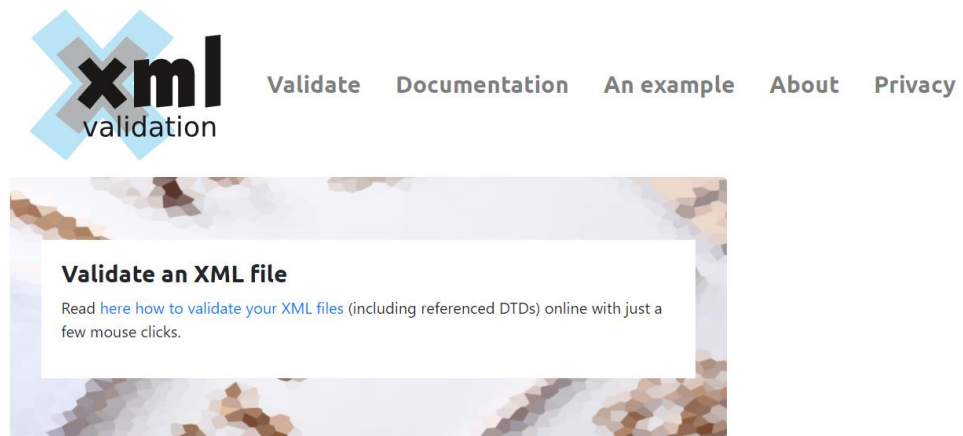 xml
validation
Validate Documentation An example About Privacy
Validate an XML file
Read here how to validate your XML files (including referenced DTDs) online with just a
few mouse clicks.